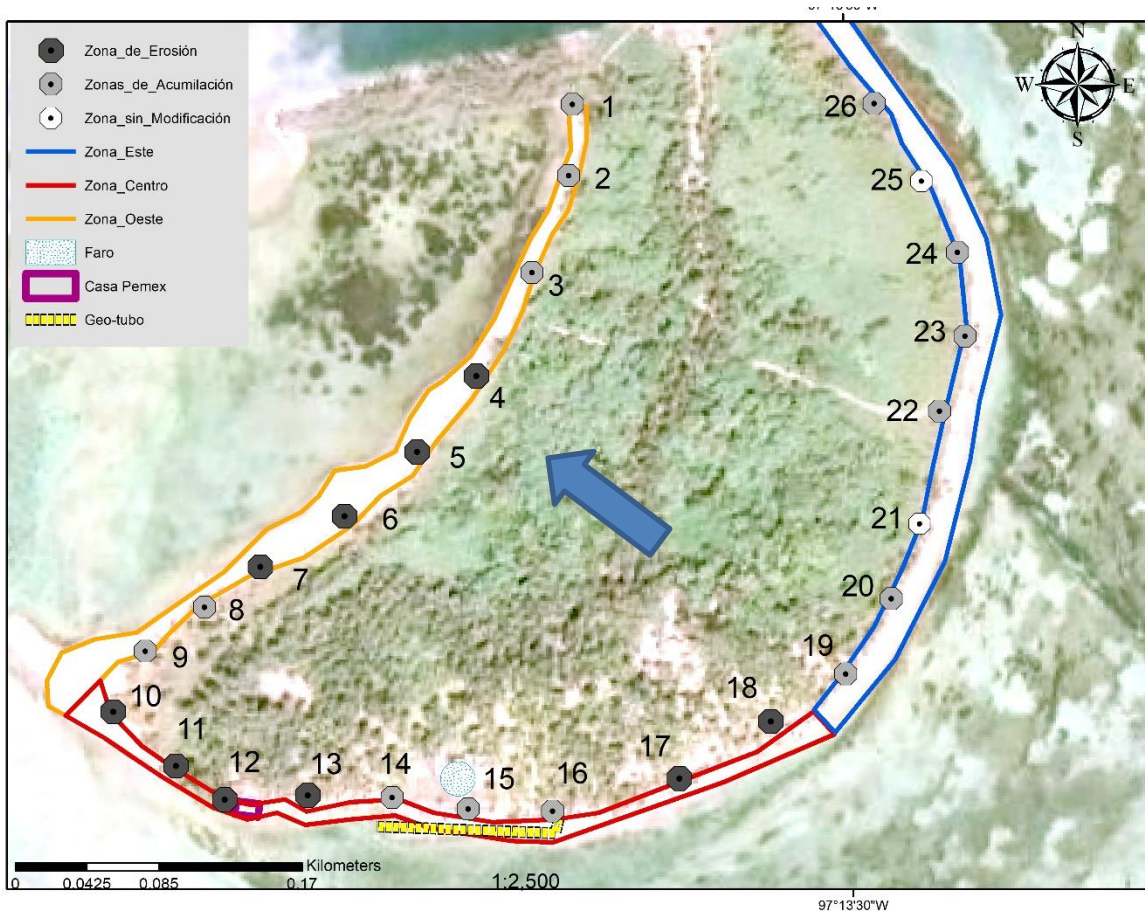 Zona_de_Erosión
Zonas_de_Acumilación
Zona_sin_Modificación
Zona_Este
Zona_Centro
Zona_Oeste
Faro
Casa Pemex
Geo-tubo
N
W E
S
1
2
3
4
5
6
7
8
9
10
11
12
13
14
15
16
17
18
19
20
21
22
23
24
25
26
Kilometers
0 0.0425 0.085 0.17
1:2,500
97°13'30"W